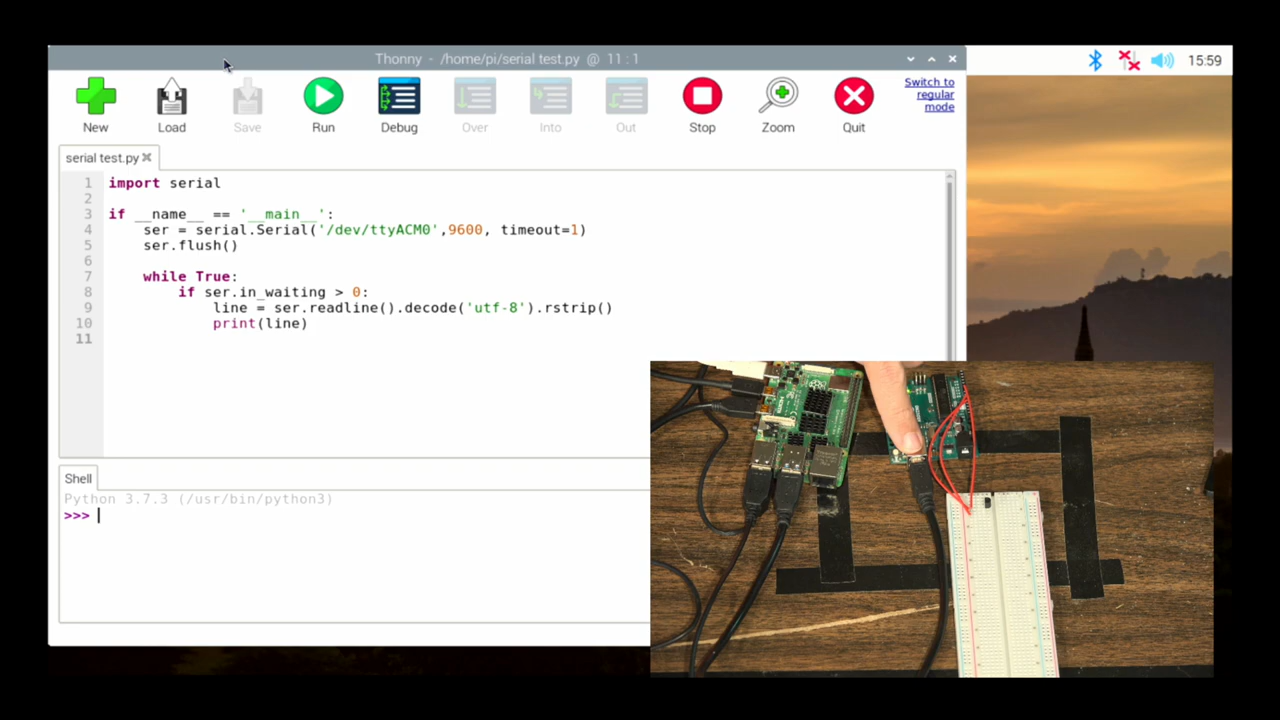 Thonny - /home/pi/serial test.py @ 11 : 1
15:59
New
Load
Save
Run
Debug
Over
Into
Out
Stop
Zoom
Quit
Switch to
regular
mode
serial test.py
1 import serial
2
3 if __name__ == '__main__':
4 ser = serial.Serial('/dev/ttyACM0',9600, timeout=1)
5 ser.flush()
6
7 while True:
8 if ser.in_waiting > 0:
9 line = ser.readline().decode('utf-8').rstrip()
10 print(line)
11
Shell
Python 3.7.3 (/usr/bin/python3)
>>>